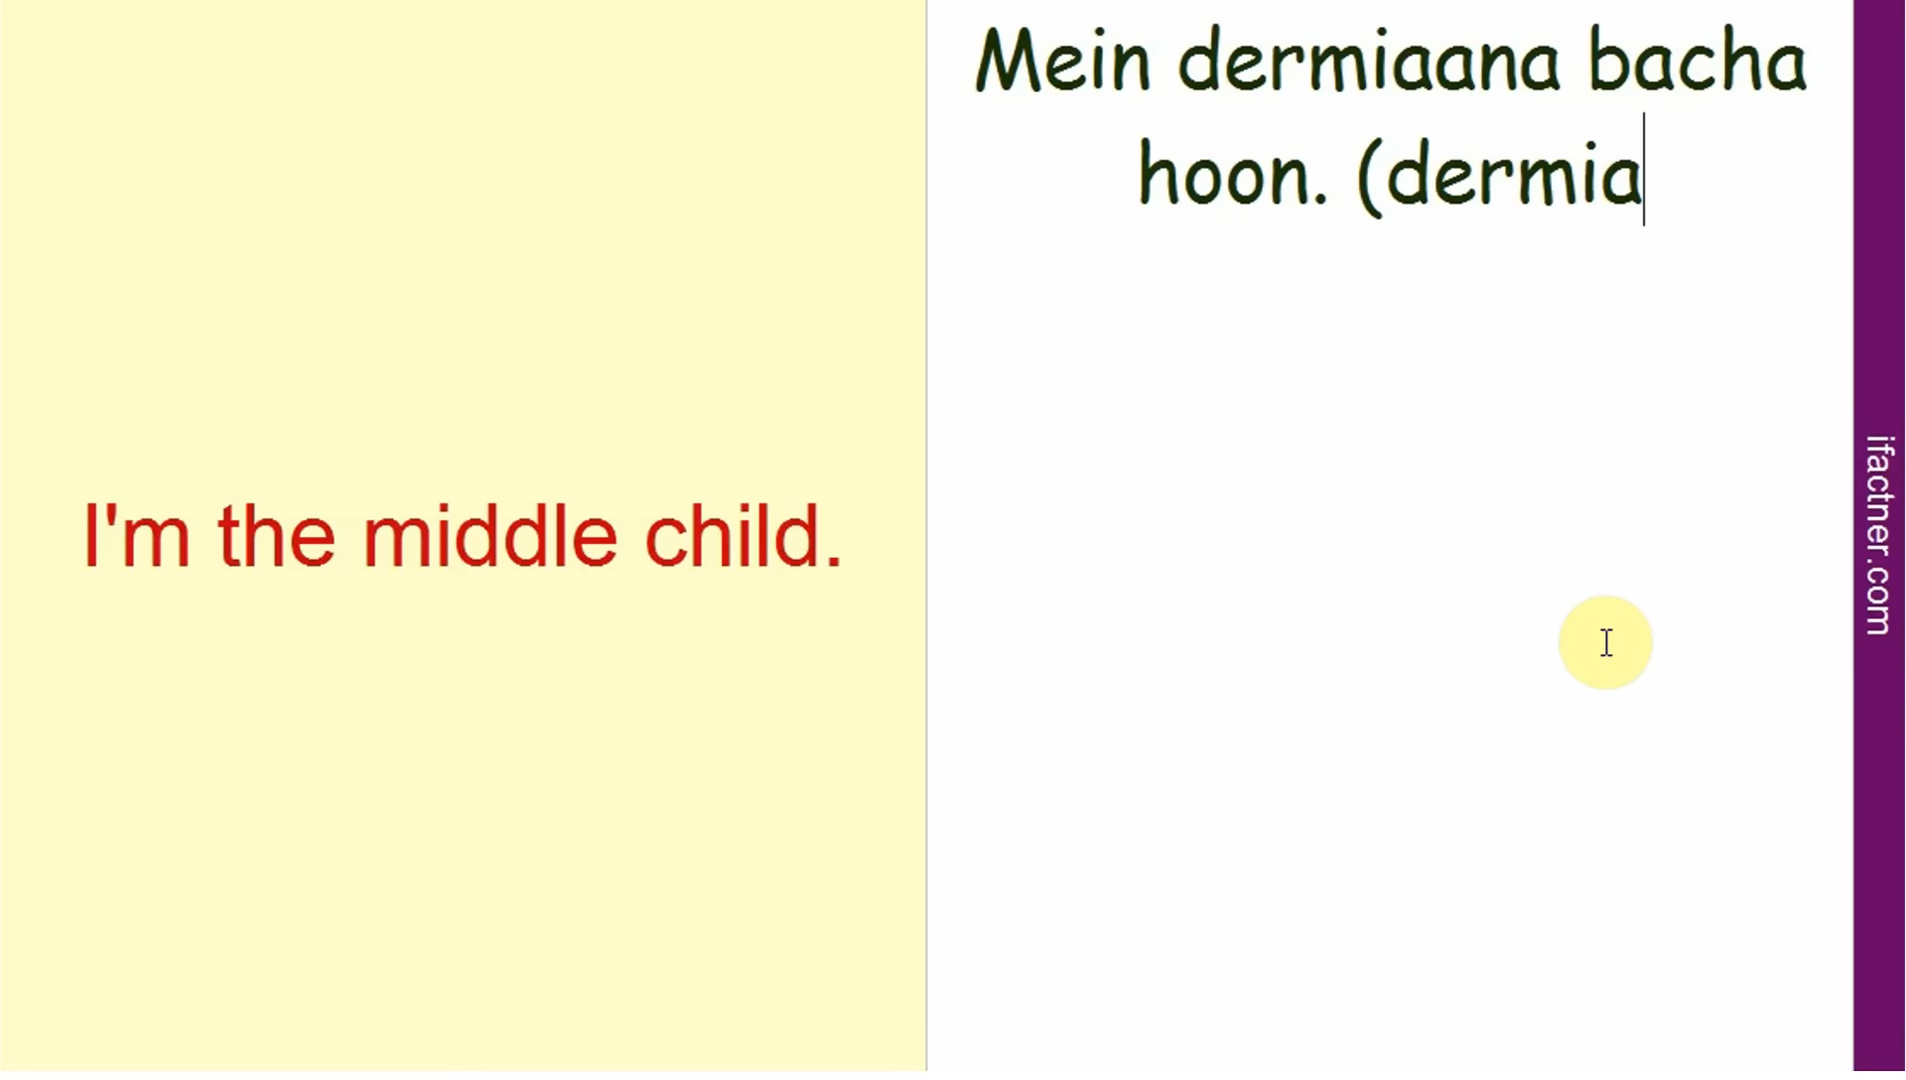 I'm the middle child.
Mein dermiaana bacha
hoon. (dermia
ifactner.com